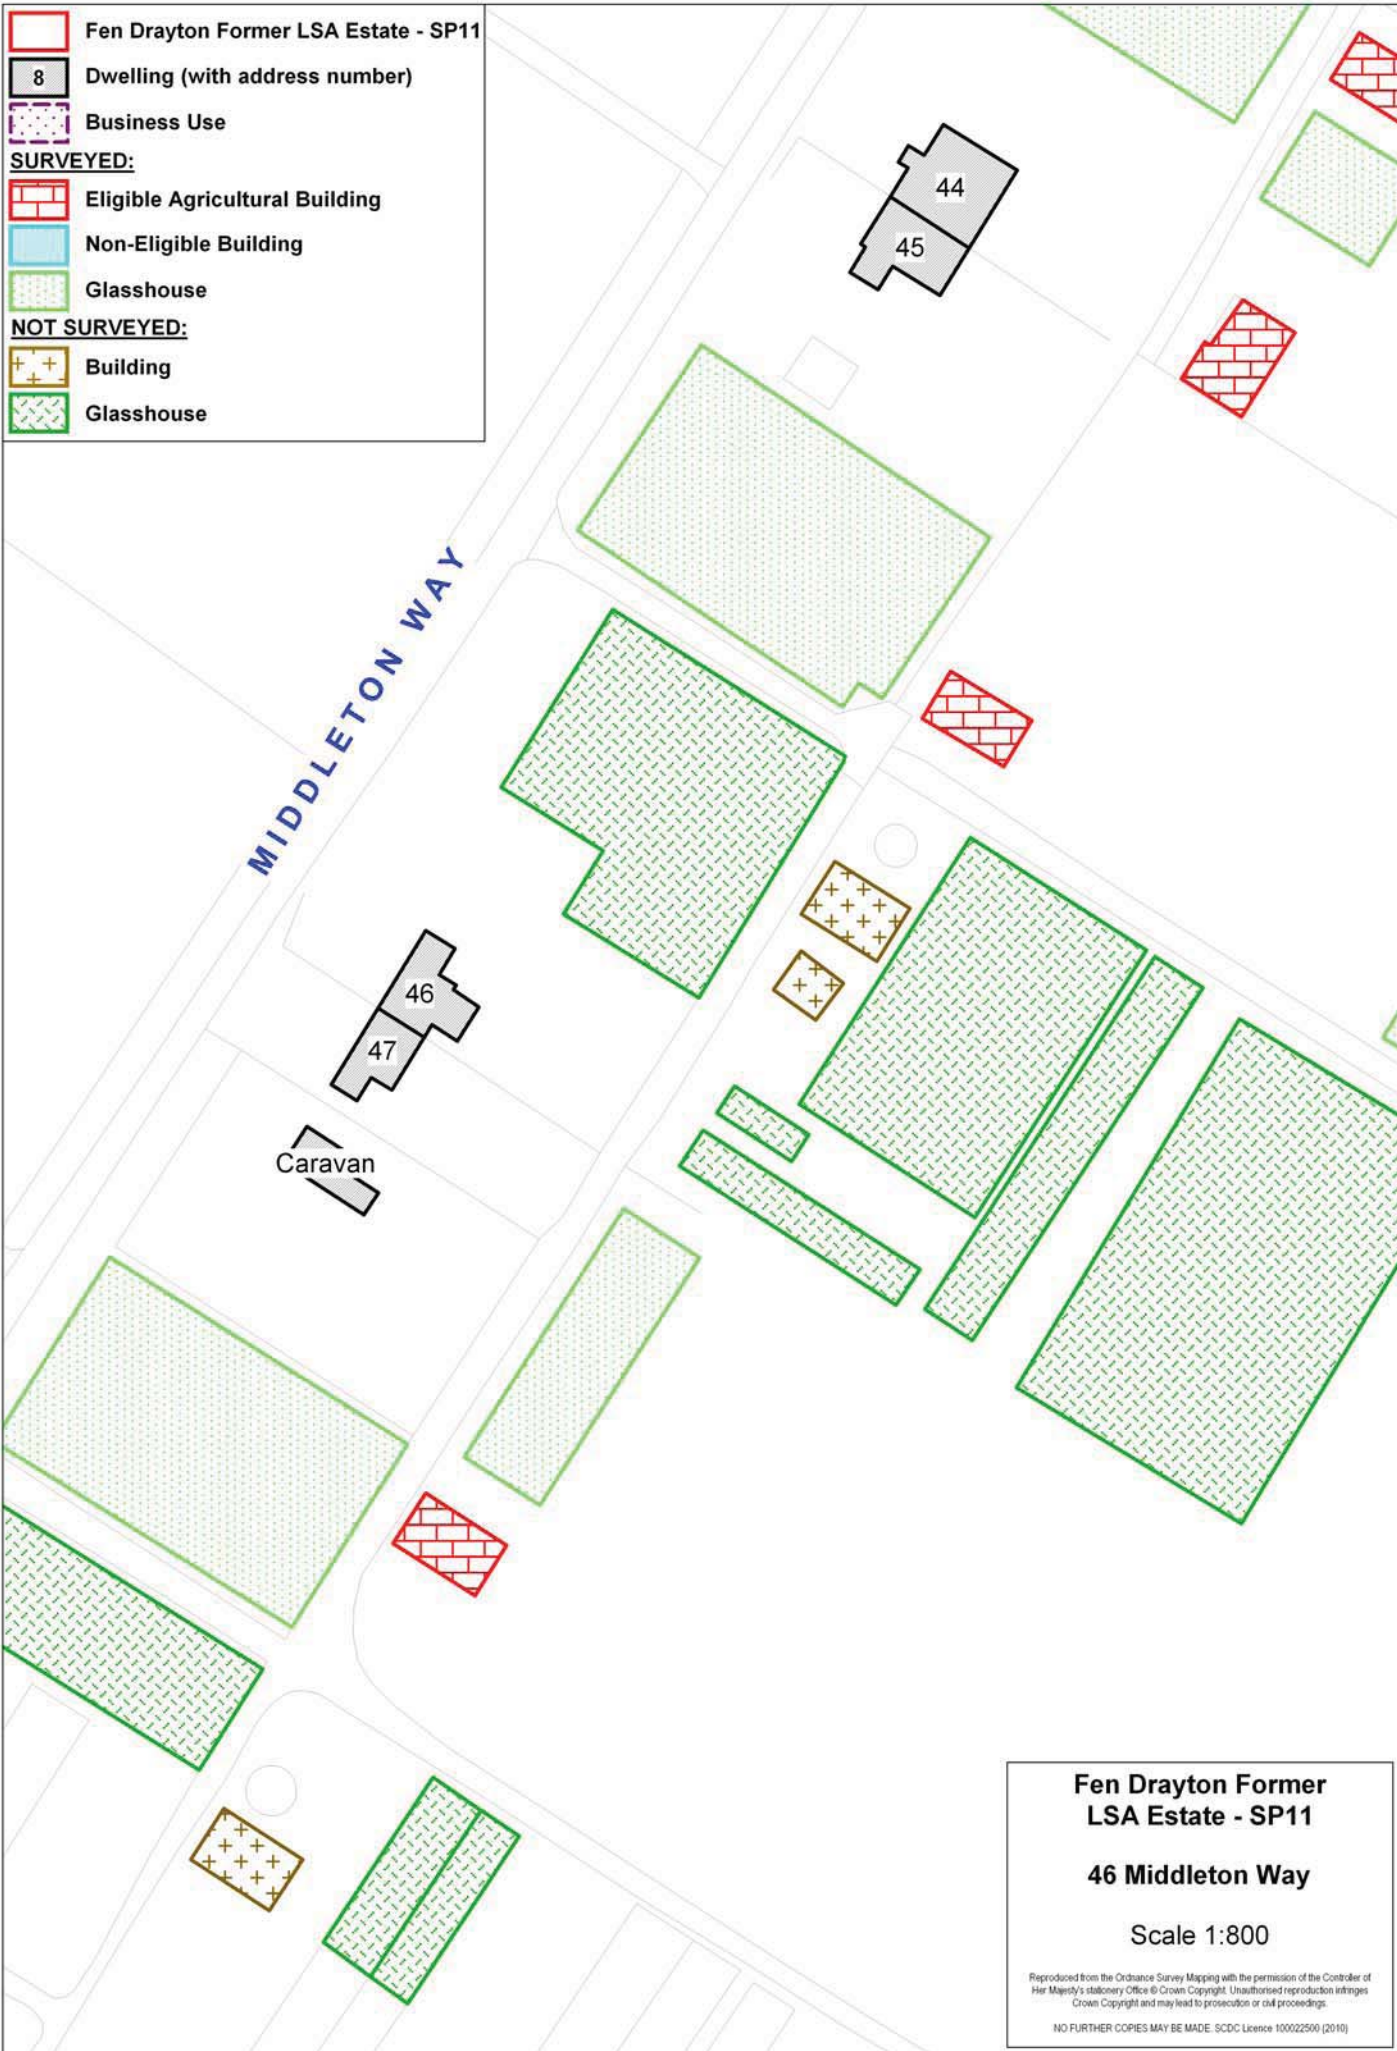 Fen Drayton Former LSA Estate - SP11
8 Dwelling (with address number)
Business Use
SURVEYED:
Eligible Agricultural Building
Non-Eligible Building
Glasshouse
NOT SURVEYED:
Building
Glasshouse
44
45
MIDDLETON WAY
46
47
Caravan
Fen Drayton Former
LSA Estate - SP11
46 Middleton Way
Scale 1:800
Reproduced from the Ordnance Survey Mapping with the permission of the Controller of
Her Majesty's stationery Office © Crown Copyright. Unauthorised reproduction infringes
Crown Copyright and may lead to prosecution or civil proceedings.
NO FURTHER COPIES MAY BE MADE. SCDC Licence 100022500 (2010)